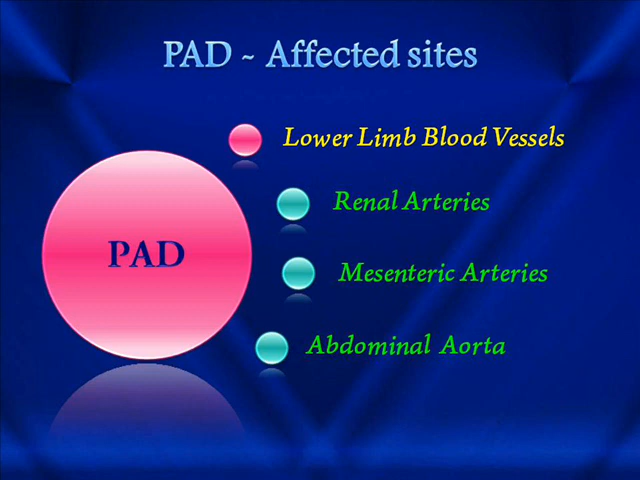 PAD ~ Affected sites
Lower Limb Blood Vessels
Renal Arteries
PAD
Mesenteric Arteries
Abdominal Aorta